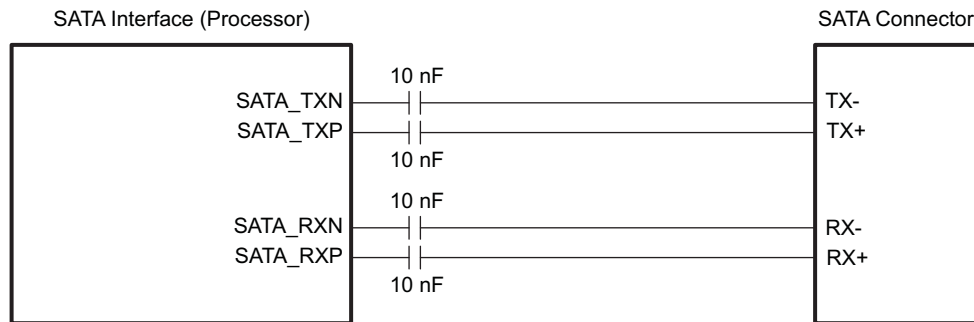 SATA Interface (Processor)
SATA Connector
10 nF
SATA_TXN
TX-
SATA_TXP
TX+
10 nF
10 nF
SATA_RXN
RX-
SATA_RXP
RX+
10 nF